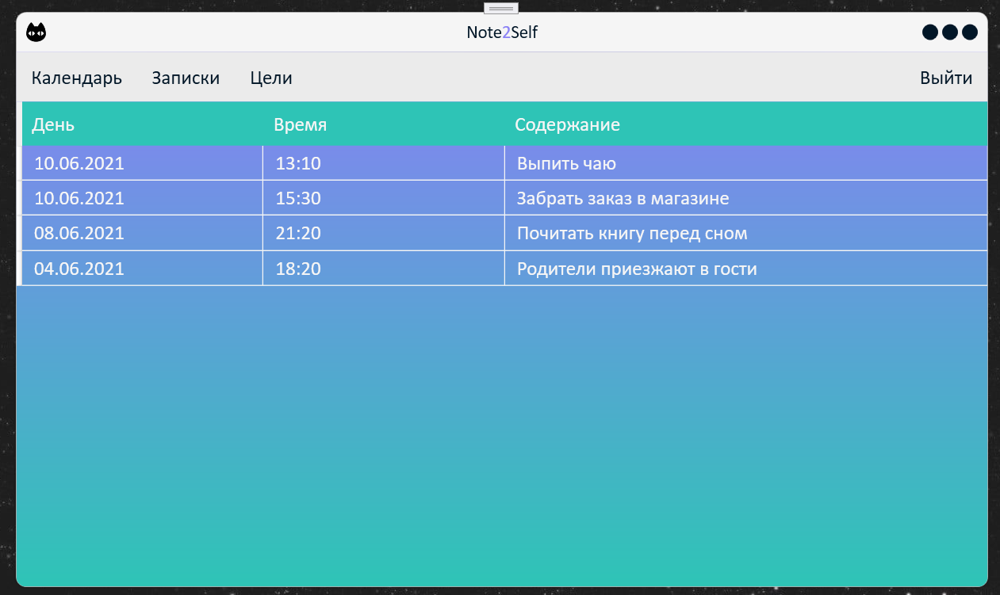 Note2Self
Календарь Записки Цели Выйти
День Время Содержание
10.06.2021 13:10 Выпить чаю
10.06.2021 15:30 Забрать заказ в магазине
08.06.2021 21:20 Почитать книгу перед сном
04.06.2021 18:20 Родители приезжают в гости